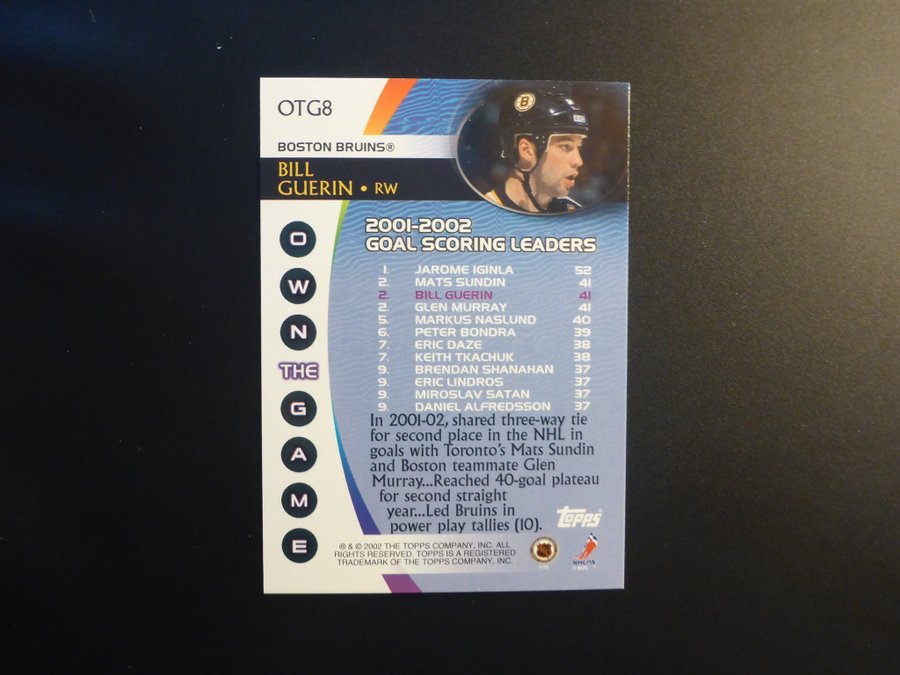 OTG8
BOSTON BRUINS®
BILL
GUERIN • RW
B
O
W
N
THE
G
A
M
E
2001-2002
GOAL SCORING LEADERS
1. JAROME IGINLA 52
2. MATS SUNDIN 41
2. BILL GUERIN 41
2. GLEN MURRAY 41
5. MARKUS NASLUND 40
6. PETER BONDRA 39
7. ERIC DAZE 38
7. KEITH TKACHUK 38
9. BRENDAN SHANAHAN 37
9. ERIC LINDROS 37
9. MIROSLAV SATAN 37
9. DANIEL ALFREDSSON 37
In 2001-02, shared three-way tie
for second place in the NHL in
goals with Toronto's Mats Sundin
and Boston teammate Glen
Murray...Reached 40-goal plateau
for second straight
year...Led Bruins in
power play tallies (10).
Topps
® & © 2002 THE TOPPS COMPANY, INC. ALL
RIGHTS RESERVED. TOPPS IS A REGISTERED
TRADEMARK OF THE TOPPS COMPANY, INC.
NHLPA